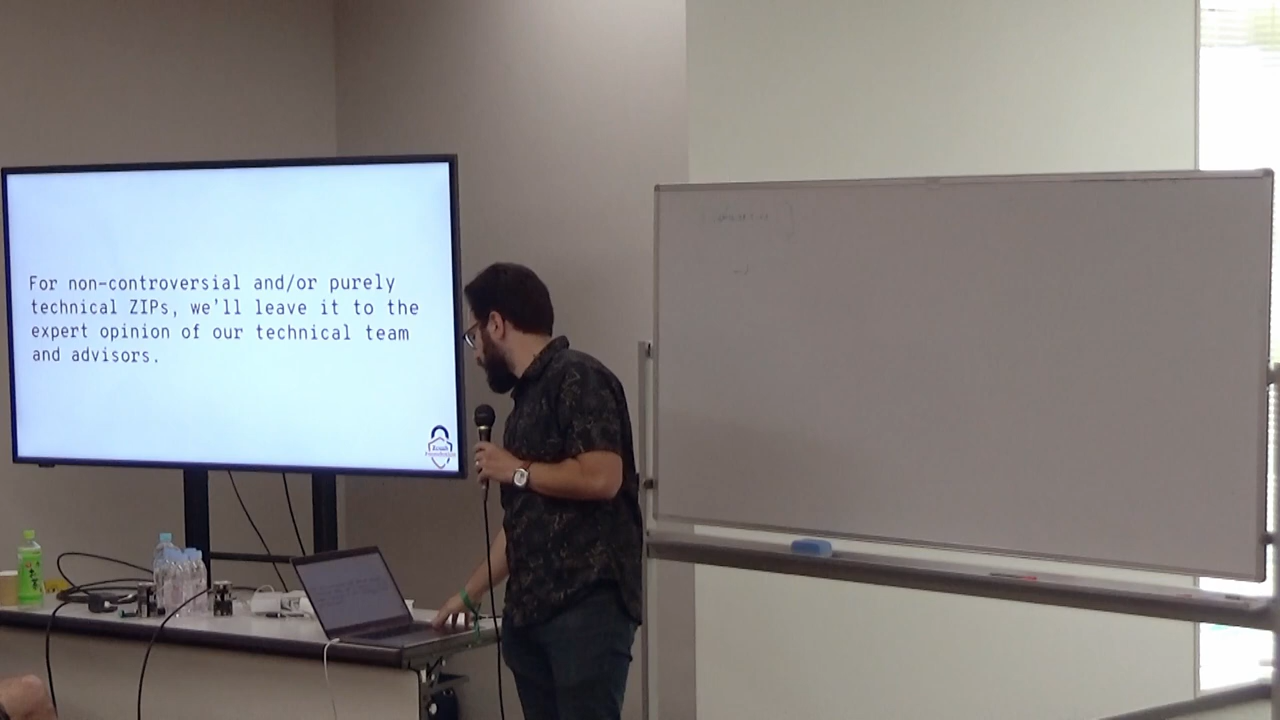 For non-controversial and/or purely
technical ZIPs, we'll leave it to the
expert opinion of our technical team
and advisors.